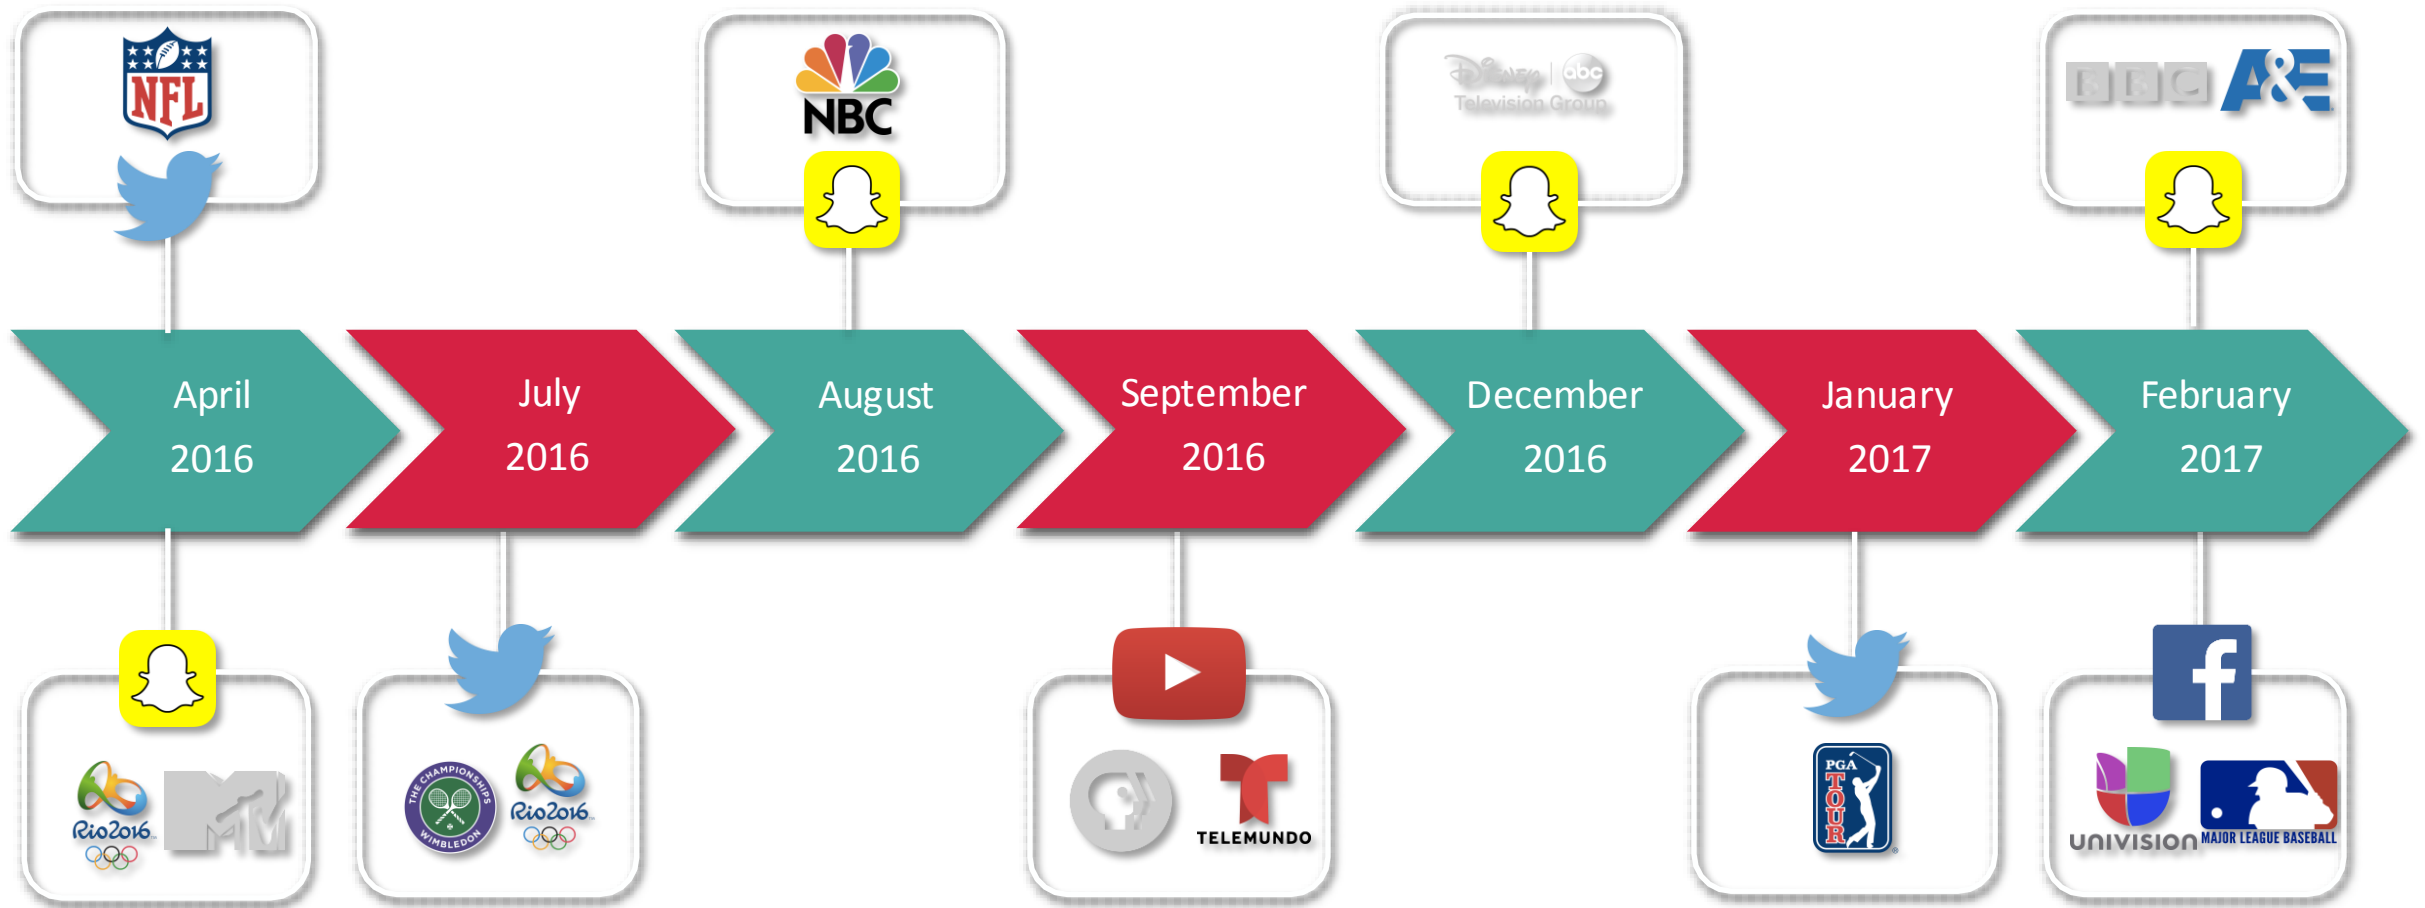 NFL
NBC
Disney | abc
Television Group
BBC A&E
April
2016
July
2016
August
2016
September
2016
December
2016
January
2017
February
2017
Rio2016
MTV
THE CHAMPIONSHIPS
WIMBLEDON
Rio2016
TELEMUNDO
PGA
TOUR
f
UNIVISION
MAJOR LEAGUE BASEBALL